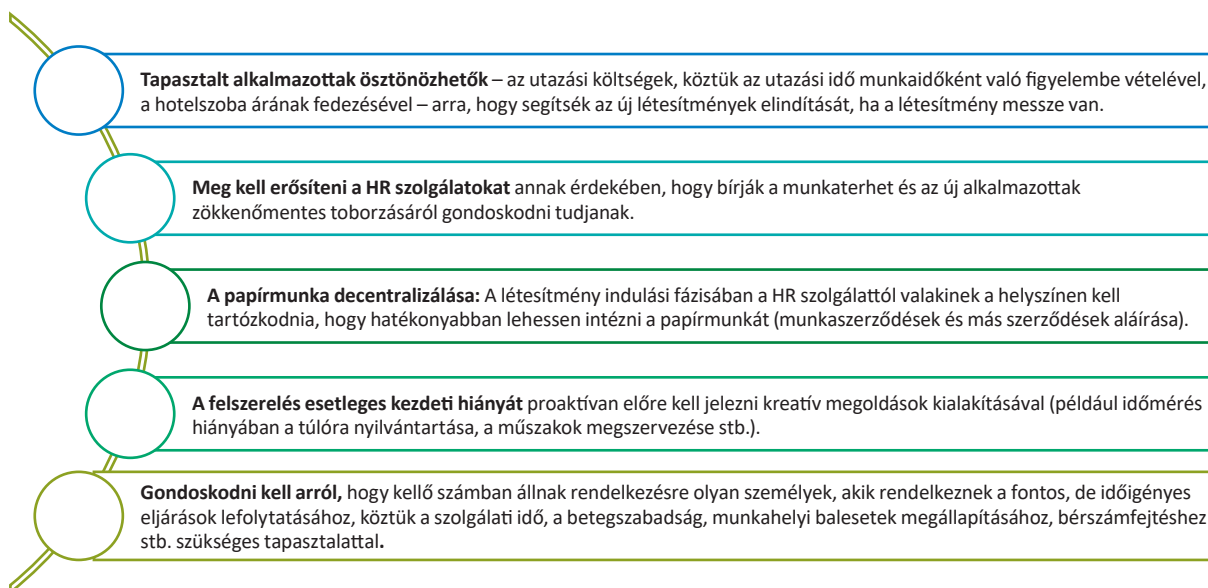 Tapasztalt alkalmazottak ösztönözhetők – az utazási költségek, köztük az utazási idő munkaidőként való figyelembe vételével,
a hotelszoba árának fedezésével – arra, hogy segítsék az új létesítmények elindítását, ha a létesítmény messze van.
Meg kell erősíteni a HR szolgálatokat annak érdekében, hogy bírják a munkaterhet és az új alkalmazottak
zökkenőmentes toborzásáról gondoskodni tudjanak.
A papírmunka decentralizálása: A létesítmény indulási fázisában a HR szolgálattól valakinek a helyszínen kell
tartózkodnia, hogy hatékonyabban lehessen intézni a papírmunkát (munkaszerződések és más szerződések aláírása).
A felszerelés esetleges kezdeti hiányát proaktívan előre kell jelezni kreatív megoldások kialakításával (például időmérés
hiányában a túlóra nyilvántartása, a műszakok megszervezése stb.).
Gondoskodni kell arról, hogy kellő számban állnak rendelkezésre olyan személyek, akik rendelkeznek a fontos, de időigényes
eljárások lefolytatásához, köztük a szolgálati idő, a betegszabadság, munkahelyi balesetek megállapításához, bérszámfejtéshez
stb. szükséges tapasztalattal.